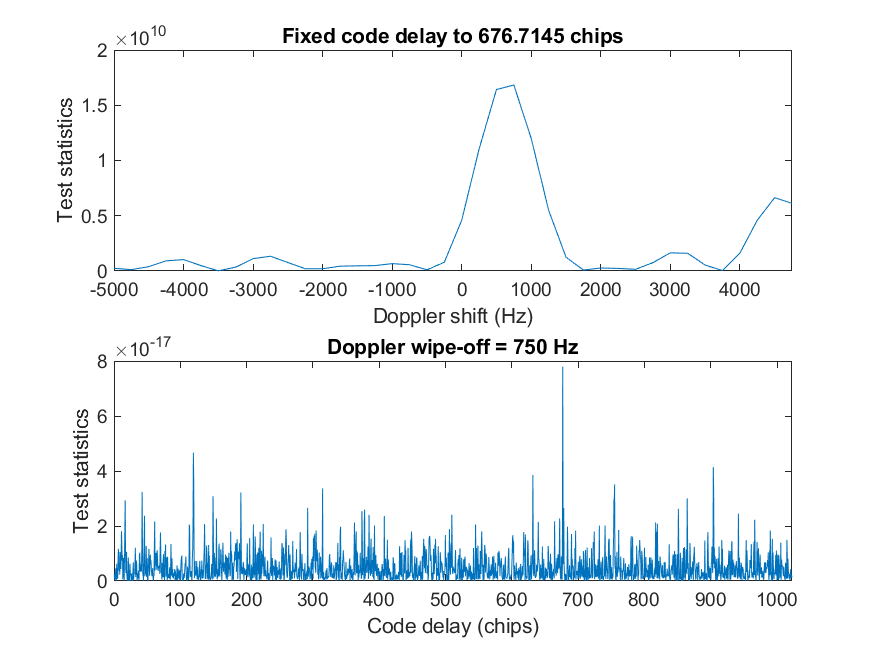 ×10^10
Fixed code delay to 676.7145 chips
2
1.5
1
0.5
0
Test statistics
-5000 -4000 -3000 -2000 -1000 0 1000 2000 3000 4000
Doppler shift (Hz)
×10^-17
Doppler wipe-off = 750 Hz
8
6
4
2
0
Test statistics
0 100 200 300 400 500 600 700 800 900 1000
Code delay (chips)